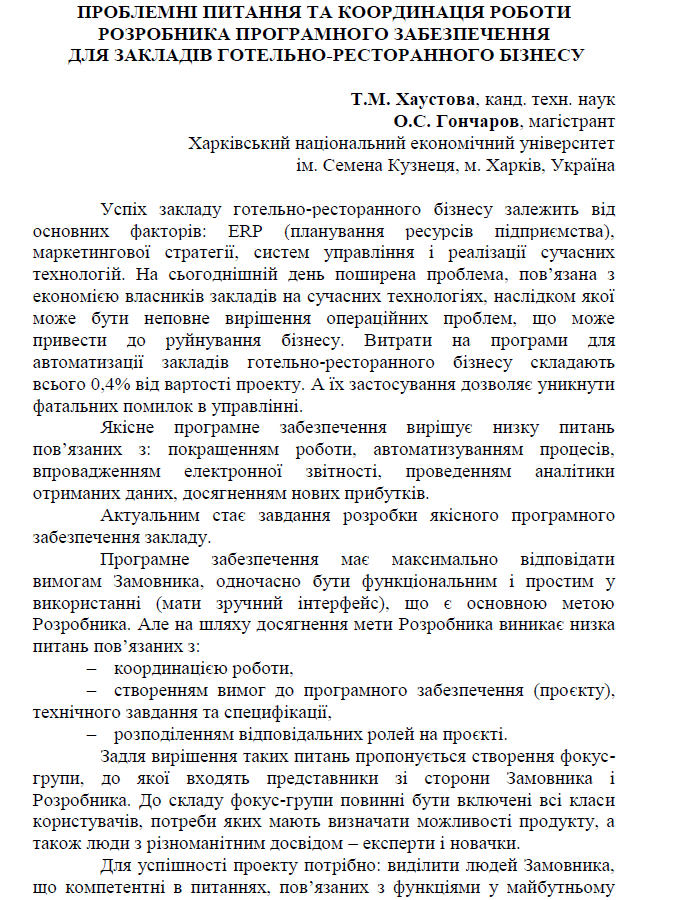 ПРОБЛЕМНІ ПИТАННЯ ТА КООРДИНАЦІЯ РОБОТИ
РОЗРОБНИКА ПРОГРАМНОГО ЗАБЕЗПЕЧЕННЯ
ДЛЯ ЗАКЛАДІВ ГОТЕЛЬНО-РЕСТОРАННОГО БІЗНЕСУ
Т.М. Хаустова, канд. техн. наук
О.С. Гончаров, магістрант
Харківський національний економічний університет
ім. Семена Кузнеця, м. Харків, Україна
Успіх закладу готельно-ресторанного бізнесу залежить від
основних факторів: ERP (планування ресурсів підприємства),
маркетингової стратегії, систем управління і реалізації сучасних
технологій. На сьогоднішній день поширена проблема, пов’язана з
економією власників закладів на сучасних технологіях, наслідком якої
може бути неповне вирішення операційних проблем, що може
привести до руйнування бізнесу. Витрати на програми для
автоматизації закладів готельно-ресторанного бізнесу складають
всього 0,4% від вартості проекту. А їх застосування дозволяє уникнути
фатальних помилок в управлінні.
Якісне програмне забезпечення вирішує низку питань
пов’язаних з: покращенням роботи, автоматизуванням процесів,
впровадженням електронної звітності, проведенням аналітики
отриманих даних, досягненням нових прибутків.
Актуальним стає завдання розробки якісного програмного
забезпечення закладу.
Програмне забезпечення має максимально відповідати
вимогам Замовника, одночасно бути функціональним і простим у
використанні (мати зручний інтерфейс), що є основною метою
Розробника. Але на шляху досягнення мети Розробника виникає низка
питань пов’язаних з:
– координацією роботи,
– створенням вимог до програмного забезпечення (проєкту),
технічного завдання та специфікації,
– розподіленням відповідальних ролей на проєкті.
Задля вирішення таких питань пропонується створення фокус-
групи, до якої входять представники зі сторони Замовника і
Розробника. До складу фокус-групи повинні бути включені всі класи
користувачів, потреби яких мають визначати можливості продукту, а
також люди з різноманітним досвідом – експерти і новачки.
Для успішності проекту потрібно: виділити людей Замовника,
що компетентні в питаннях, пов’язаних з функціями у майбутньому